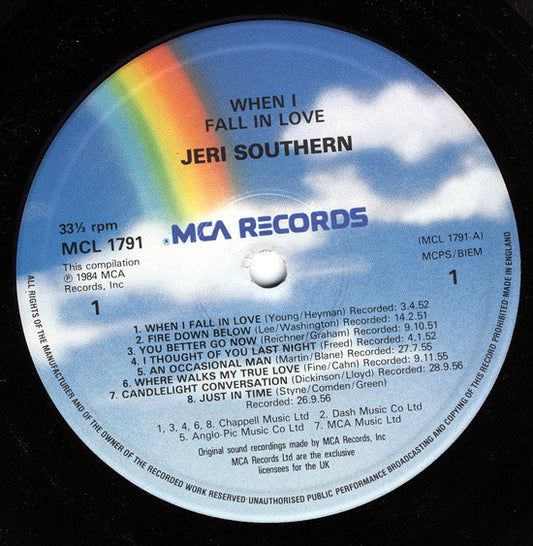 WHEN I
FALL IN LOVE
JERI SOUTHERN
33⅓ rpm
MCL 1791
MCA RECORDS
(MCL 1791-A)
MCPS/BIEM
This compilation
℗ 1984 MCA
Records, Inc
1
1
1. WHEN I FALL IN LOVE (Young/Heyman) Recorded: 3.4.52
2. FIRE DOWN BELOW (Lee/Washington) Recorded: 14.2.51
3. YOU BETTER GO NOW (Reichner/Graham) Recorded: 9.10.51
4. I THOUGHT OF YOU LAST NIGHT (Freed) Recorded: 4.1.52
5. AN OCCASIONAL MAN (Martin/Blane) Recorded: 27.7.55
6. WHERE WALKS MY TRUE LOVE (Fine/Cahn) Recorded: 9.11.55
7. CANDLELIGHT CONVERSATION (Dickinson/Lloyd) Recorded: 28.9.56
8. JUST IN TIME (Styne/Comden/Green)
Recorded: 26.9.56
1, 3, 4, 6, 8. Chappell Music Ltd 2. Dash Music Co Ltd
5. Anglo-Pic Music Co Ltd 7. MCA Music Ltd
Original sound recordings made by MCA Records, Inc
MCA Records Ltd are the exclusive
licensees for the UK
ALL RIGHTS OF THE MANUFACTURER AND OF THE OWNER OF THE RECORDED WORK RESERVED·UNAUTHORISED PUBLIC PERFORMANCE BROADCASTING AND COPYING OF THIS RECORD PROHIBITED·MADE IN ENGLAND